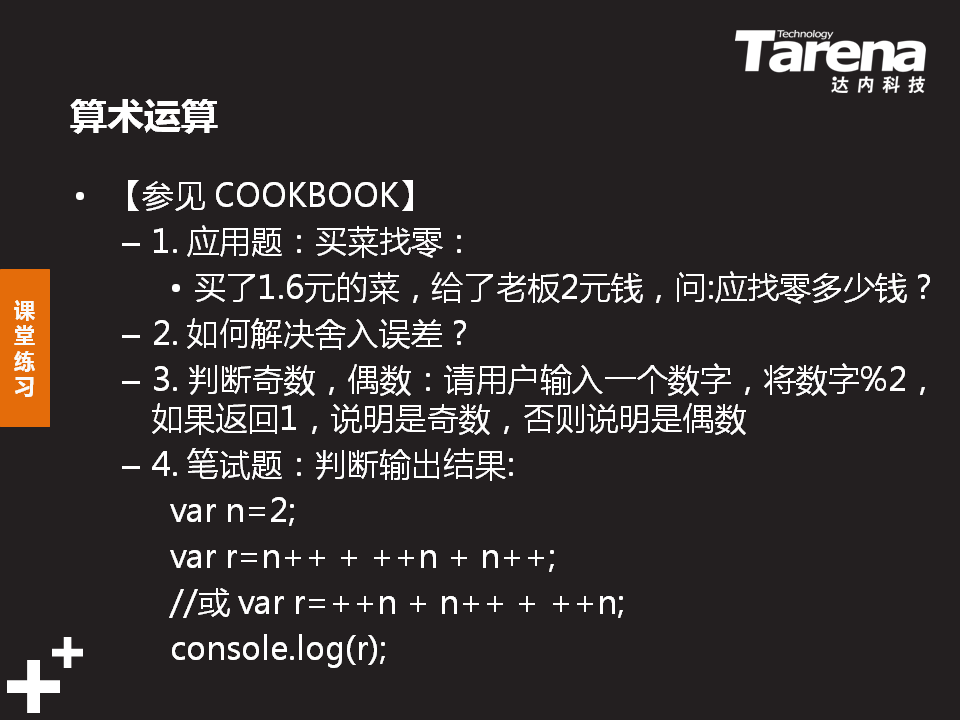 Technology
Tarena
达内科技
算术运算
• 【参见 COOKBOOK】
– 1. 应用题：买菜找零：
• 买了1.6元的菜，给了老板2元钱，问:应找零多少钱？
– 2. 如何解决舍入误差？
– 3. 判断奇数，偶数：请用户输入一个数字，将数字%2，
如果返回1，说明是奇数，否则说明是偶数
– 4. 笔试题：判断输出结果:
var n=2;
var r=n++ + ++n + n++;
//或 var r=++n + n++ + ++n;
console.log(r);
课堂练习